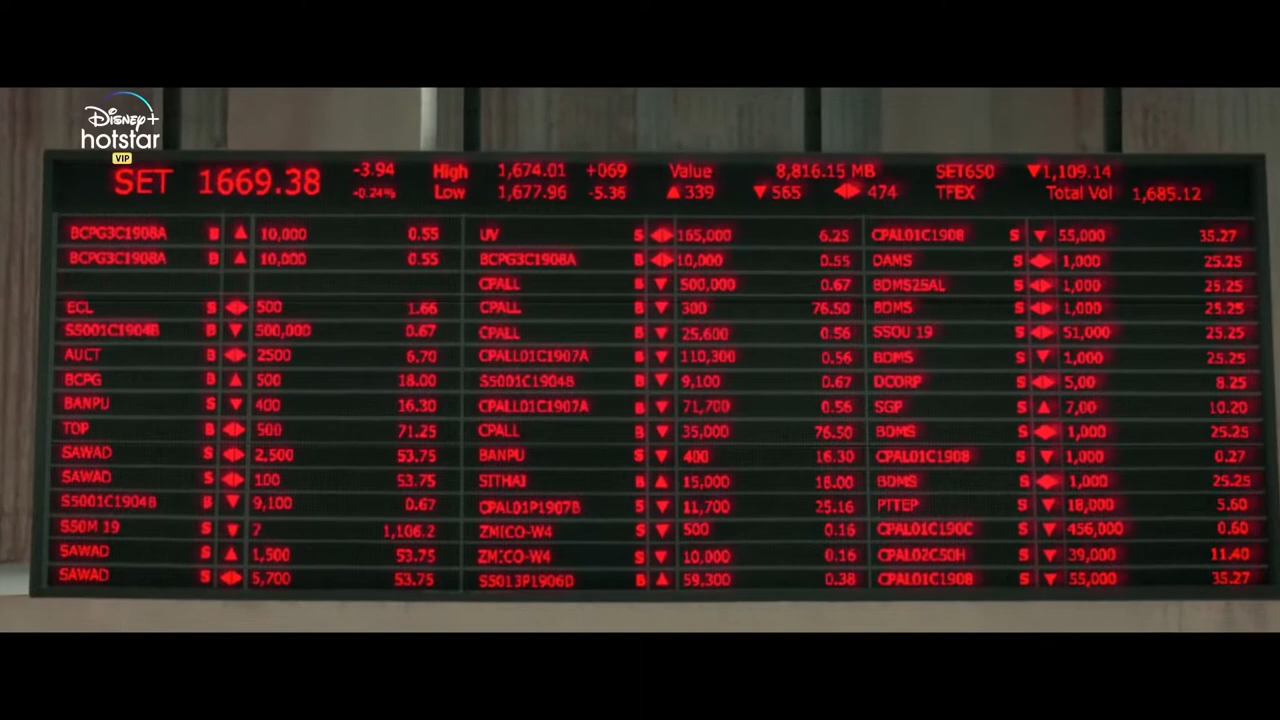 Disney+
hotstar
VIP
SET 1669.38 -3.94 High 1,674.01 +069 Value 8,816.15 MB SET650 ▼1,109.14
-0.24% Low 1,677.96 -5.36 ▲339 ▼565 ◀▶474 TFEX Total Vol 1,685.12
BCPG3C1908A B ▲ 10,000 0.55 UV S ◀▶ 165,000 6.25 CPAL01C1908 S ▼ 55,000 35.27
BCPG3C1908A B ▲ 10,000 0.55 BCPG3C1908A B ◀▶ 10,000 0.55 DAMS S ◀▶ 1,000 25.25
CPALL B ▼ 500,000 0.67 BDMS25AL S ◀▶ 1,000 25.25
ECL S ◀▶ 500 1.66 CPALL B ▼ 300 76.50 BDMS S ◀▶ 1,000 25.25
S5001C1904B B ▼ 500,000 0.67 CPALL B ▼ 25,600 0.56 SSOU 19 S ◀▶ 51,000 25.25
AUCT B ◀▶ 2500 6.70 CPALL01C1907A B ▼ 110,300 0.56 BDMS S ▼ 1,000 25.25
BCPG B ▲ 500 18.00 S5001C1904B B ▼ 9,100 0.67 DCORP S ◀▶ 5,00 8.25
BANPU S ▼ 400 16.30 CPALL01C1907A B ▼ 71,700 0.56 SGP S ▲ 7,00 10.20
TOP B ◀▶ 500 71.25 CPALL B ▼ 35,000 76.50 BDMS S ◀▶ 1,000 25.25
SAWAD S ◀▶ 2,500 53.75 BANPU S ▼ 400 16.30 CPAL01C1908 S ▼ 1,000 0.27
SAWAD S ◀▶ 100 53.75 SITHAI B ▲ 15,000 18.00 BDMS S ◀▶ 1,000 25.25
S5001C1904B B ▼ 9,100 0.67 CPAL01P1907B S ▼ 11,700 25.16 PTTEP S ▼ 18,000 5.60
S50M 19 S ▼ 7 1,106.2 ZMICO-W4 S ▼ 500 0.16 CPAL01C190C S ▼ 456,000 0.60
SAWAD S ▲ 1,500 53.75 ZMICO-W4 S ▼ 10,000 0.16 CPAL02C50H S ▼ 39,000 11.40
SAWAD S ◀▶ 5,700 53.75 S5013P1906D B ▲ 59,300 0.38 CPAL01C1908 S ▼ 55,000 35.27